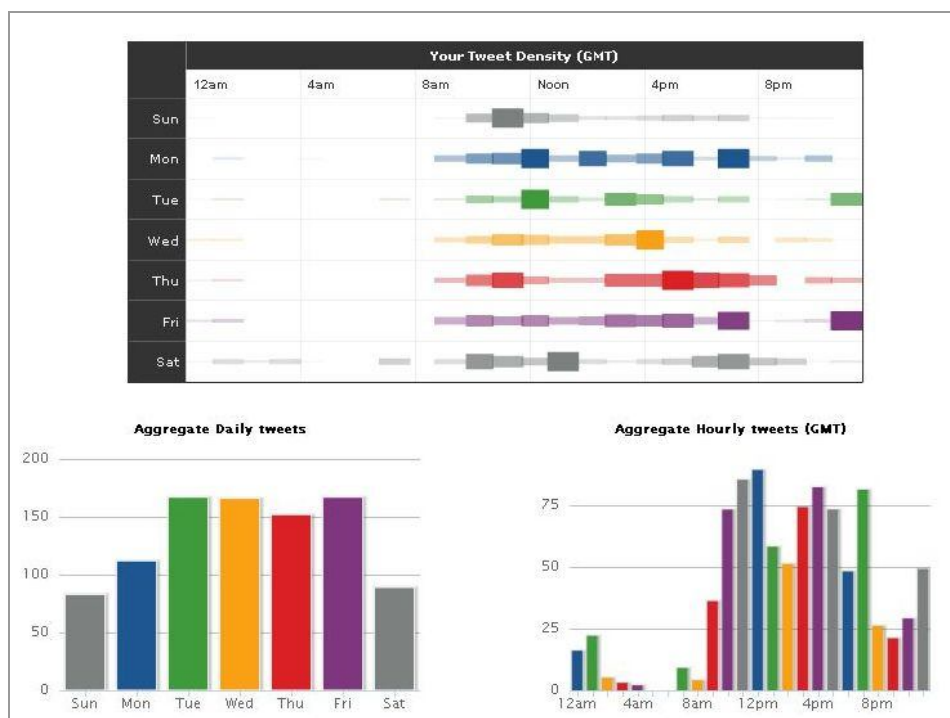 Your Tweet Density (GMT)
12am 4am 8am Noon 4pm 8pm
Sun
Mon
Tue
Wed
Thu
Fri
Sat
Aggregate Daily tweets
200
150
100
50
0
Sun Mon Tue Wed Thu Fri Sat
Aggregate Hourly tweets (GMT)
75
50
25
0
12am 4am 8am 12pm 4pm 8pm